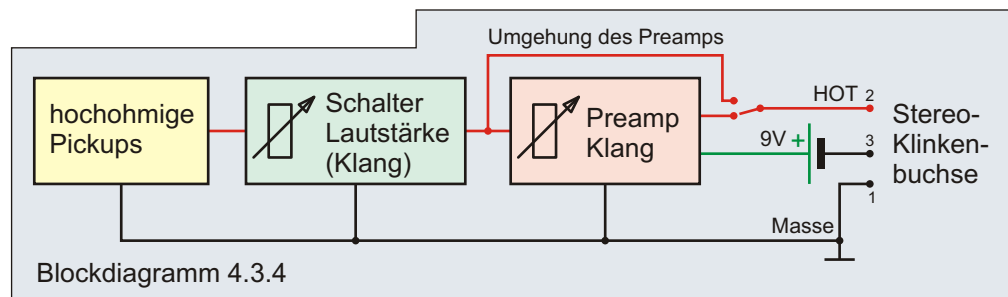 Umgehung des Preamps
hochohmige
Pickups
Schalter
Lautstärke
(Klang)
Preamp
Klang
HOT 2
9V +
3
1
Stereo-
Klinken-
buchse
Masse
Blockdiagramm 4.3.4